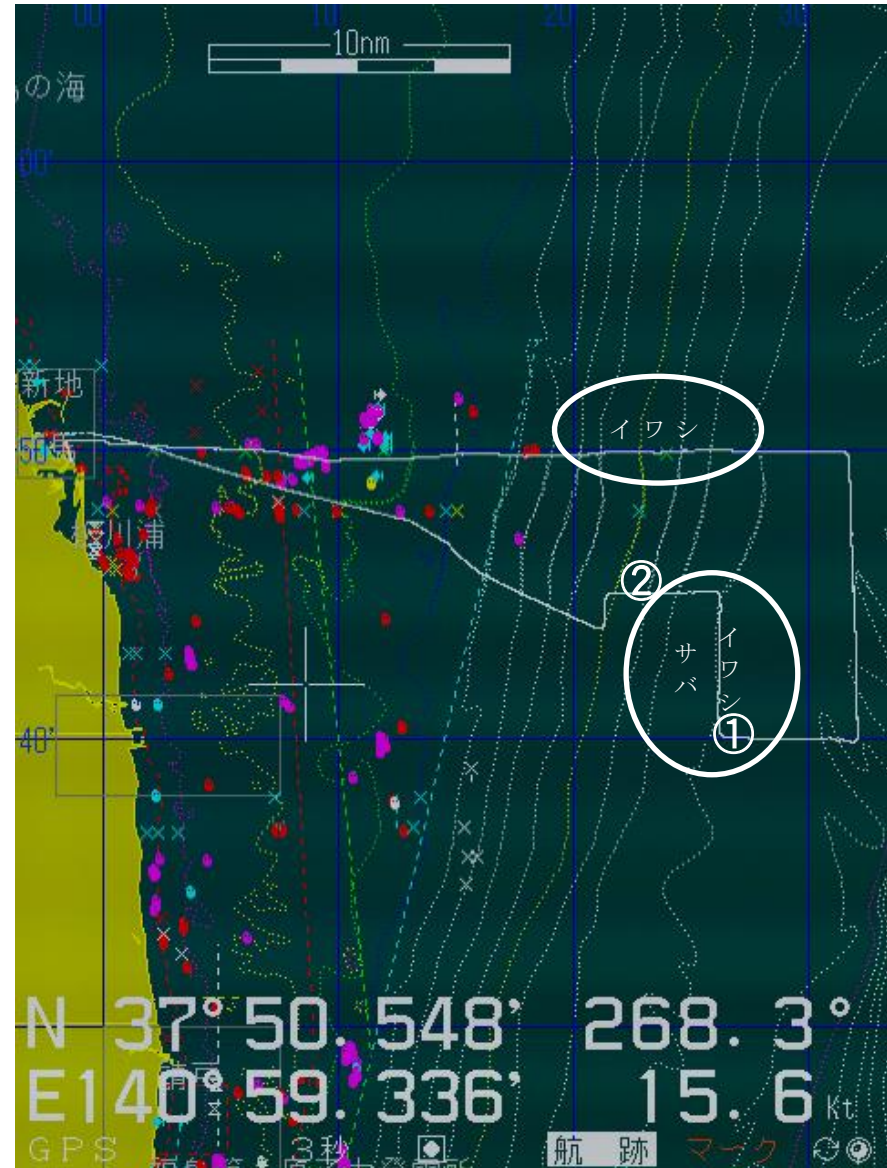 00' 10' 20' 30'
10nm
の海
00'
新地
イワシ
50'
川浦
②
サバ
イワシ
①
40'
N 37°50.548' 268.3°
E140°59.336' 15.6Kt
GPS 3秒 航跡 マーク